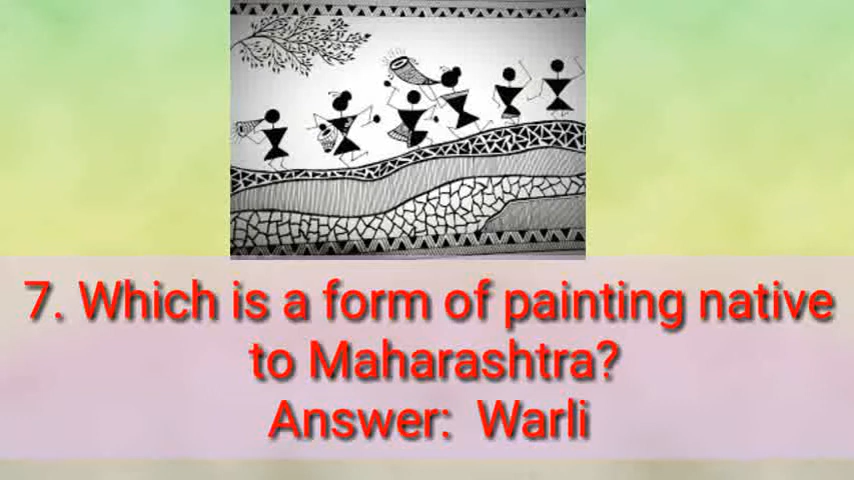 7. Which is a form of painting native
to Maharashtra?
Answer: Warli